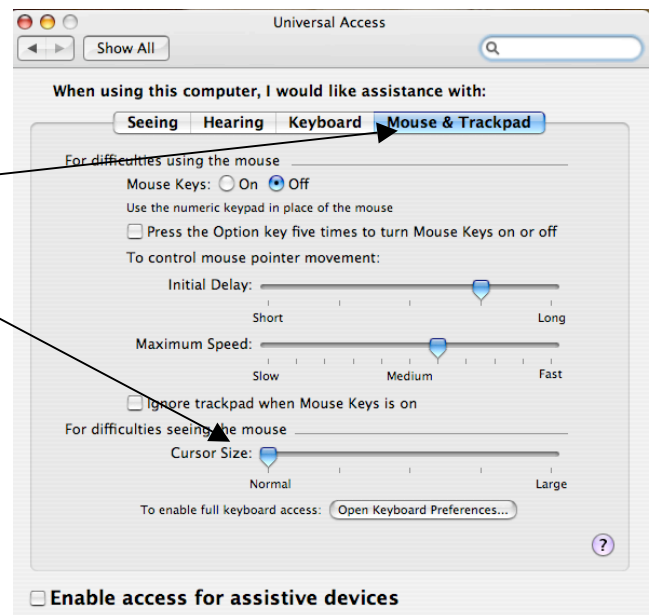 Universal Access
Show All
When using this computer, I would like assistance with:
Seeing Hearing Keyboard Mouse & Trackpad
For difficulties using the mouse
Mouse Keys: On Off
Use the numeric keypad in place of the mouse
Press the Option key five times to turn Mouse Keys on or off
To control mouse pointer movement:
Initial Delay:
Short Long
Maximum Speed:
Slow Medium Fast
Ignore trackpad when Mouse Keys is on
For difficulties seeing the mouse
Cursor Size:
Normal Large
To enable full keyboard access: Open Keyboard Preferences...
?
Enable access for assistive devices